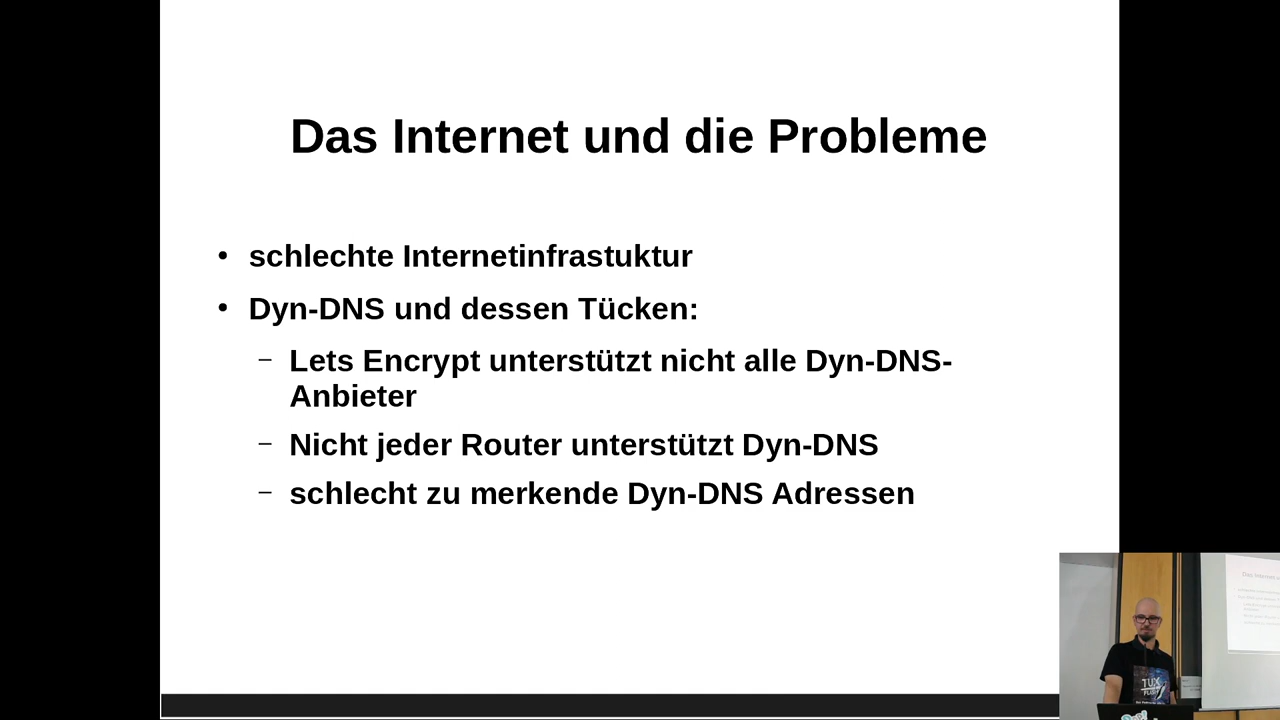 Das Internet und die Probleme
• schlechte Internetinfrastuktur
• Dyn-DNS und dessen Tücken:
– Lets Encrypt unterstützt nicht alle Dyn-DNS-
Anbieter
– Nicht jeder Router unterstützt Dyn-DNS
– schlecht zu merkende Dyn-DNS Adressen
TUX